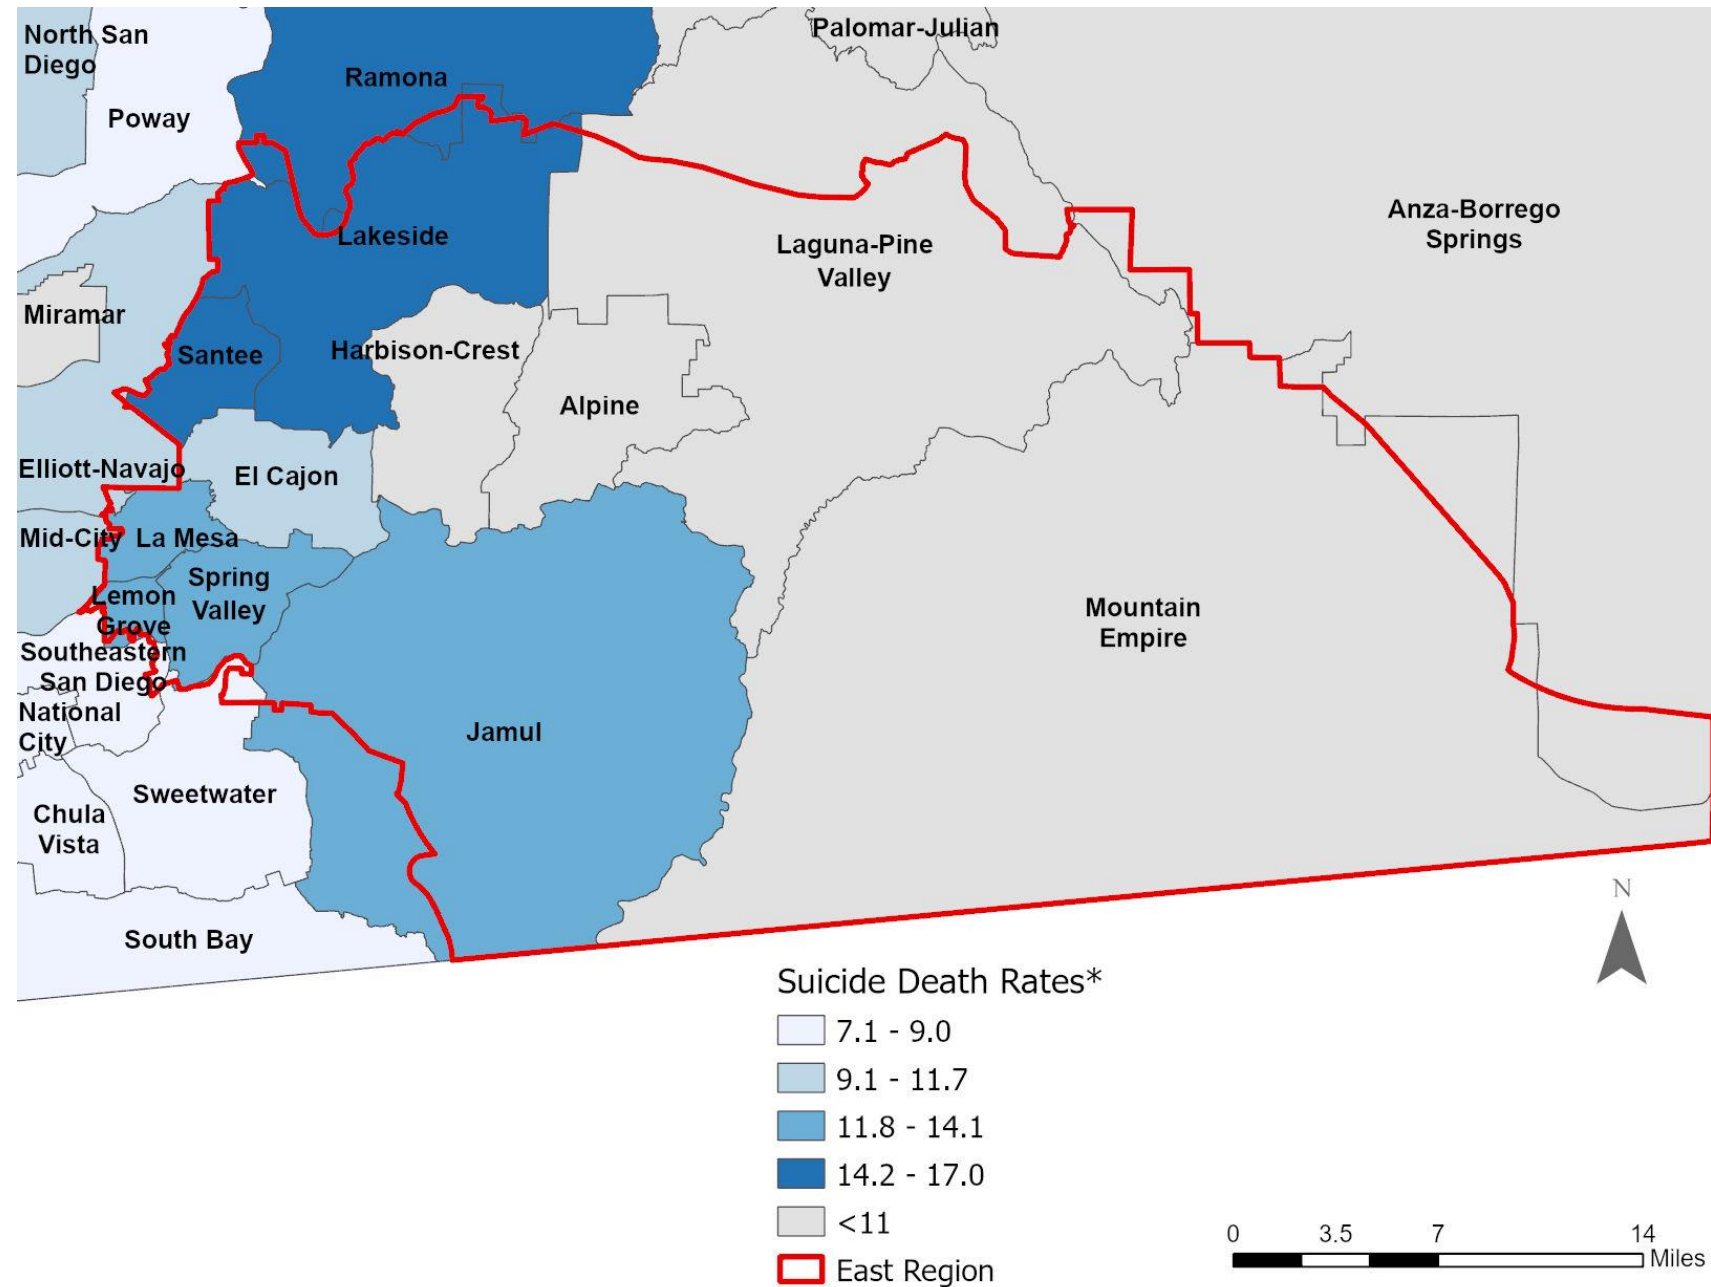 North San
Diego
Palomar-Julian
Ramona
Poway
Anza-Borrego
Springs
Lakeside
Laguna-Pine
Valley
Miramar
Santee
Harbison-Crest
Alpine
Elliott-Navajo
El Cajon
Mid-City
La Mesa
Spring
Valley
Lemon
Grove
Mountain
Empire
Southeastern
San Diego
National
City
Jamul
Sweetwater
Chula
Vista
South Bay
N
Suicide Death Rates*
7.1 - 9.0
9.1 - 11.7
11.8 - 14.1
14.2 - 17.0
<11
East Region
0 3.5 7 14
Miles